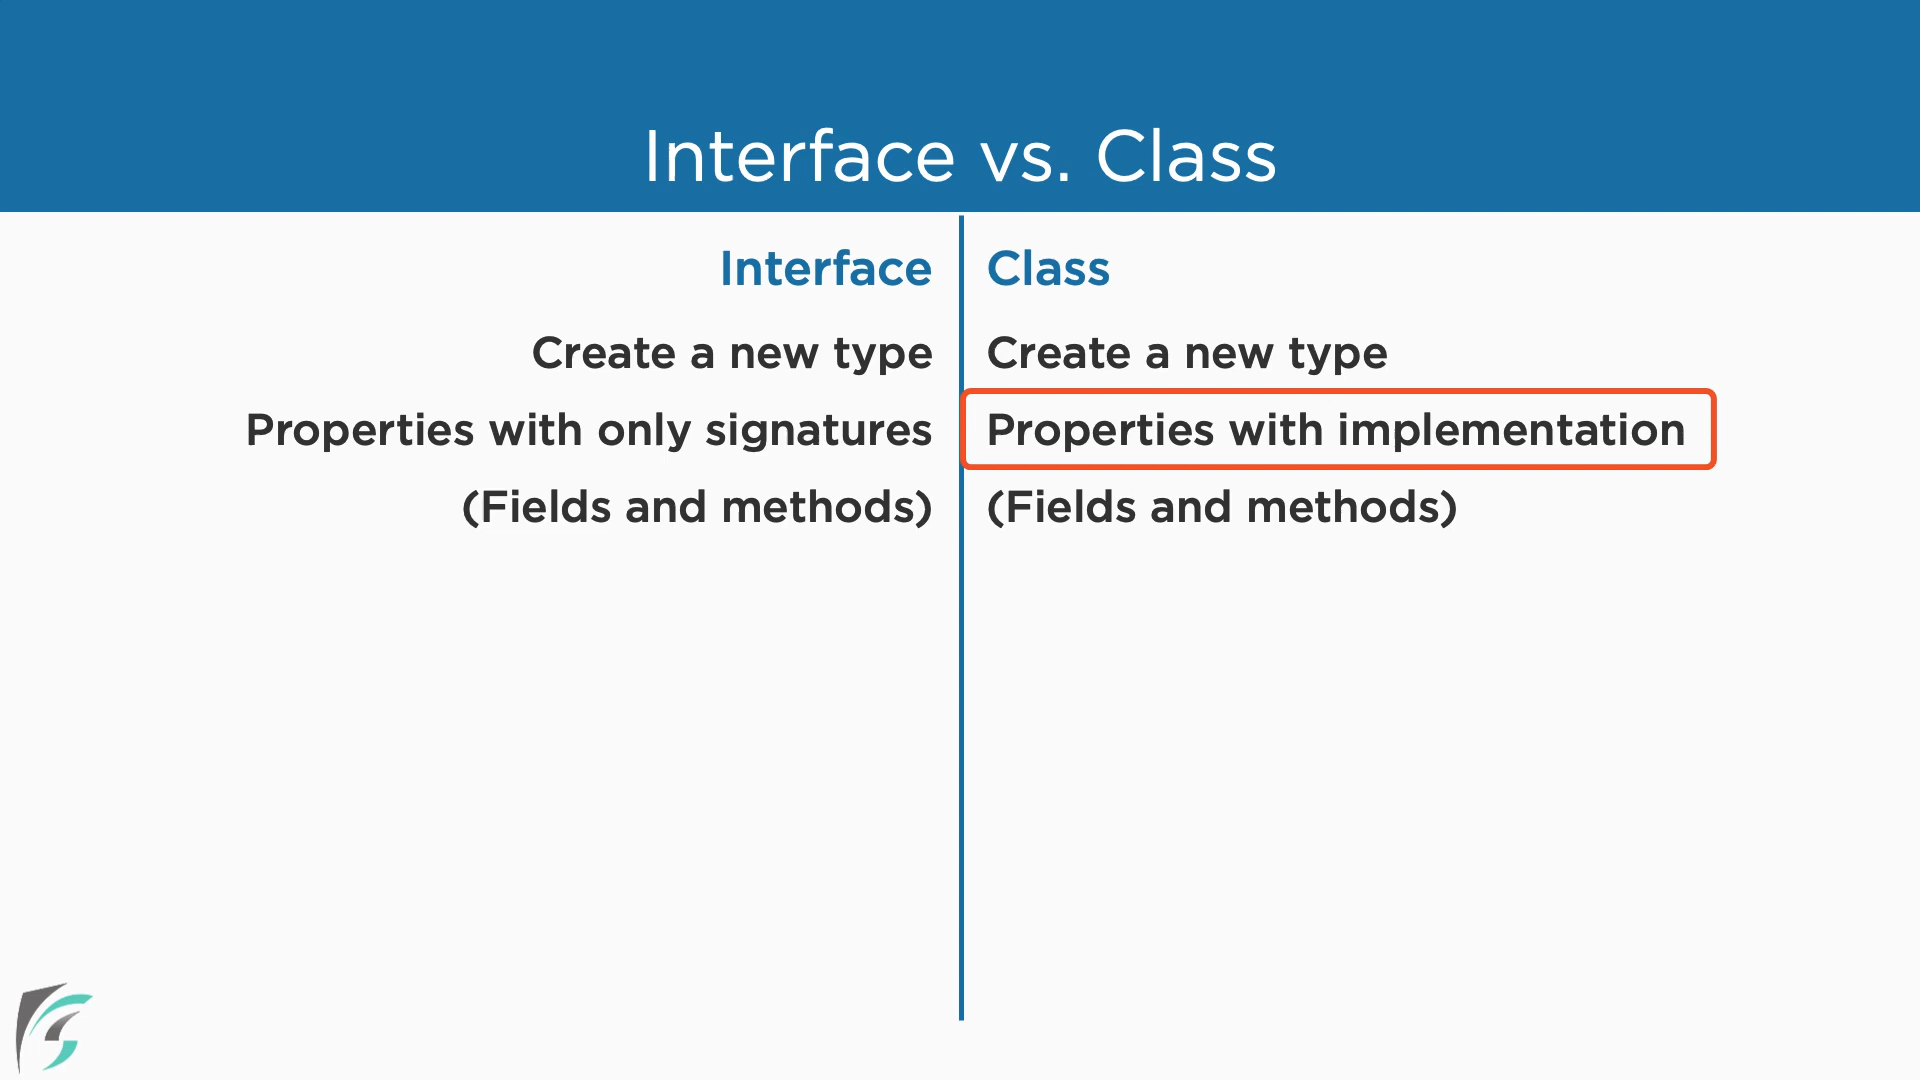 Interface vs. Class
Interface
Create a new type
Properties with only signatures
(Fields and methods)
Class
Create a new type
Properties with implementation
(Fields and methods)